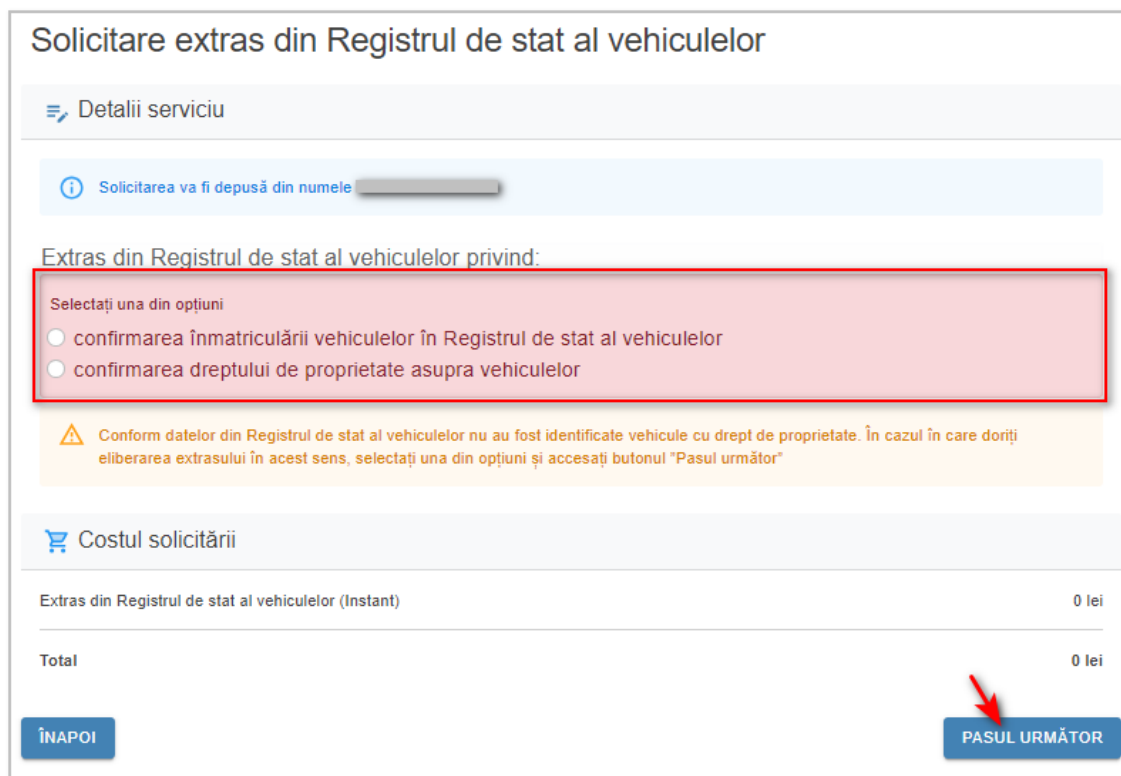 Solicitare extras din Registrul de stat al vehiculelor
Detalii serviciu
Solicitarea va fi depusă din numele
Extras din Registrul de stat al vehiculelor privind:
Selectați una din opțiuni
confirmarea înmatriculării vehiculelor în Registrul de stat al vehiculelor
confirmarea dreptului de proprietate asupra vehiculelor
Conform datelor din Registrul de stat al vehiculelor nu au fost identificate vehicule cu drept de proprietate. În cazul în care doriți
eliberarea extrasului în acest sens, selectați una din opțiuni și accesați butonul "Pasul următor"
Costul solicitării
Extras din Registrul de stat al vehiculelor (Instant) 0 lei
Total 0 lei
ÎNAPOI PASUL URMĂTOR